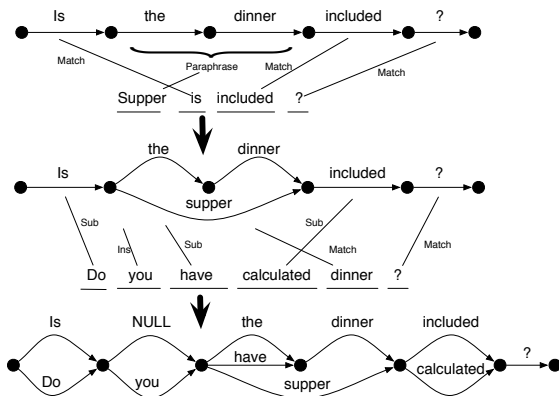 Is the dinner included ?
Match Paraphrase Match Match
Supper is included ?
the dinner
Is included ?
supper
Sub Ins Sub Sub Match Match
Do you have calculated dinner ?
Is NULL the dinner included
have calculated ?
Do you supper